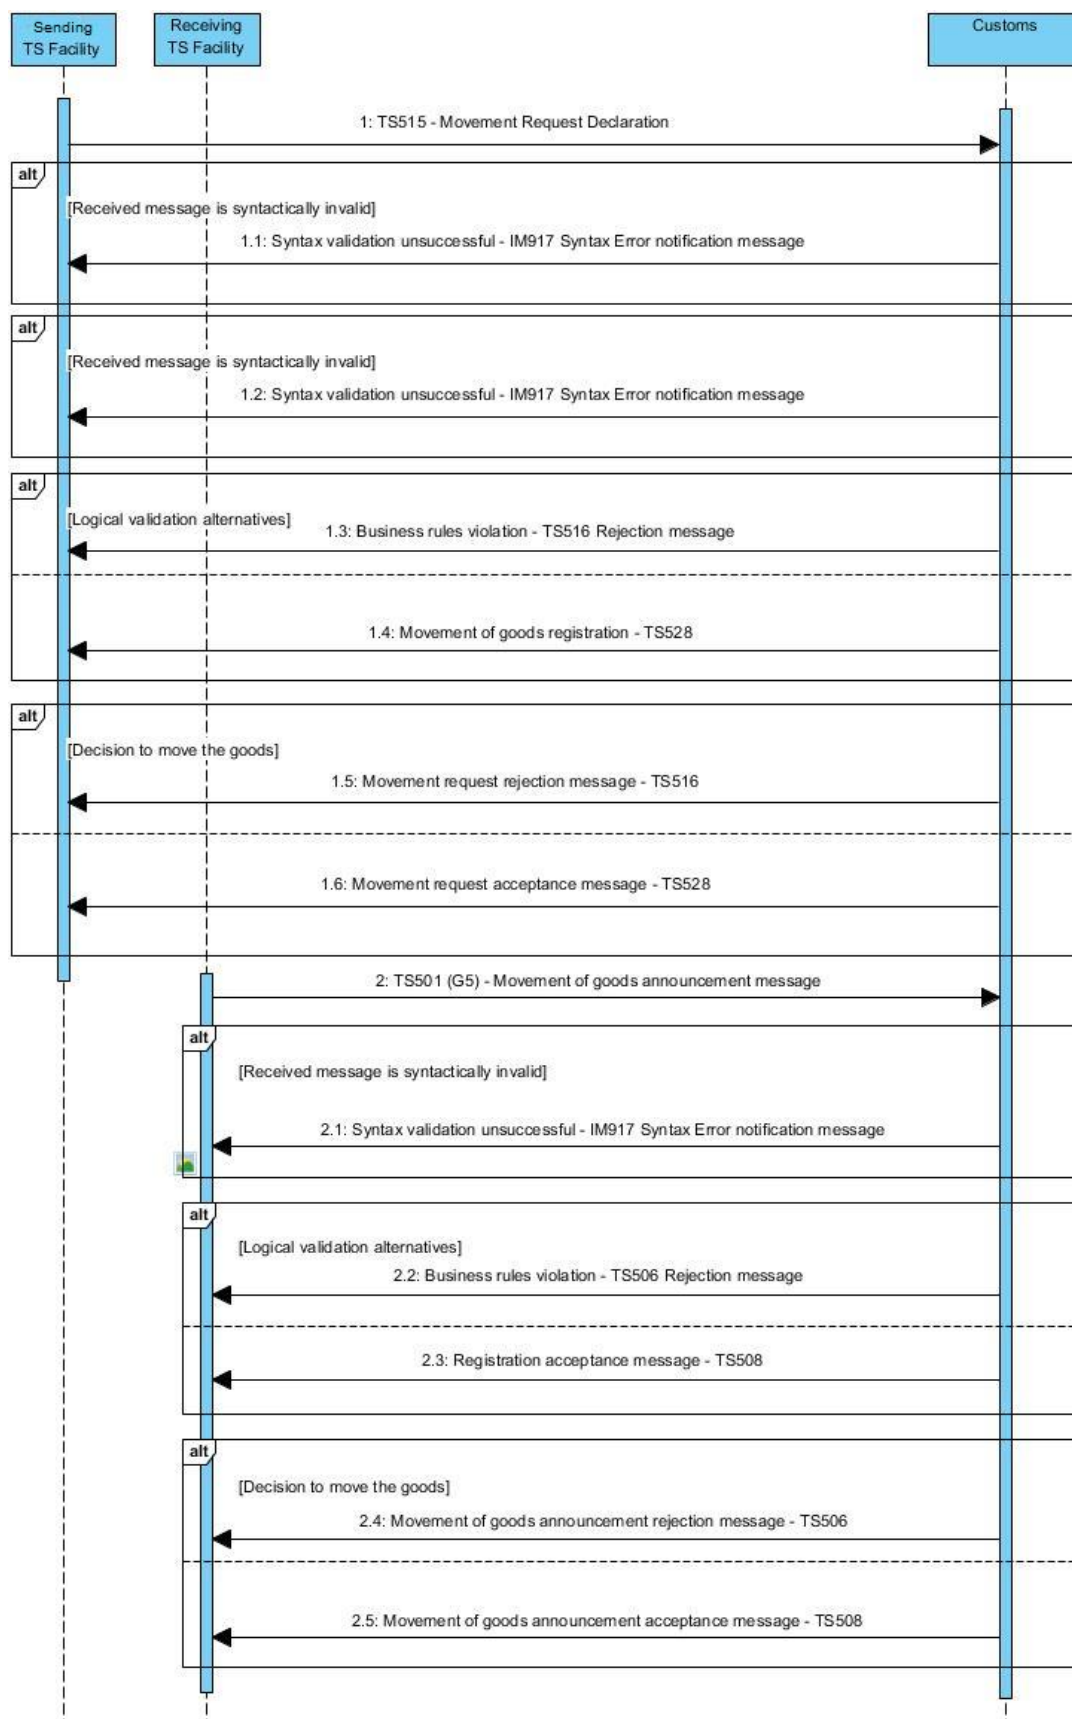 Sending
TS Facility
Receiving
TS Facility
Customs
1: TS515 - Movement Request Declaration
alt
[Received message is syntactically invalid]
1.1: Syntax validation unsuccessful - IM917 Syntax Error notification message
alt
[Received message is syntactically invalid]
1.2: Syntax validation unsuccessful - IM917 Syntax Error notification message
alt
[Logical validation alternatives]
1.3: Business rules violation - TS516 Rejection message
1.4: Movement of goods registration - TS528
alt
[Decision to move the goods]
1.5: Movement request rejection message - TS516
1.6: Movement request acceptance message - TS528
2: TS501 (G5) - Movement of goods announcement message
alt
[Received message is syntactically invalid]
2.1: Syntax validation unsuccessful - IM917 Syntax Error notification message
alt
[Logical validation alternatives]
2.2: Business rules violation - TS506 Rejection message
2.3: Registration acceptance message - TS508
alt
[Decision to move the goods]
2.4: Movement of goods announcement rejection message - TS506
2.5: Movement of goods announcement acceptance message - TS508